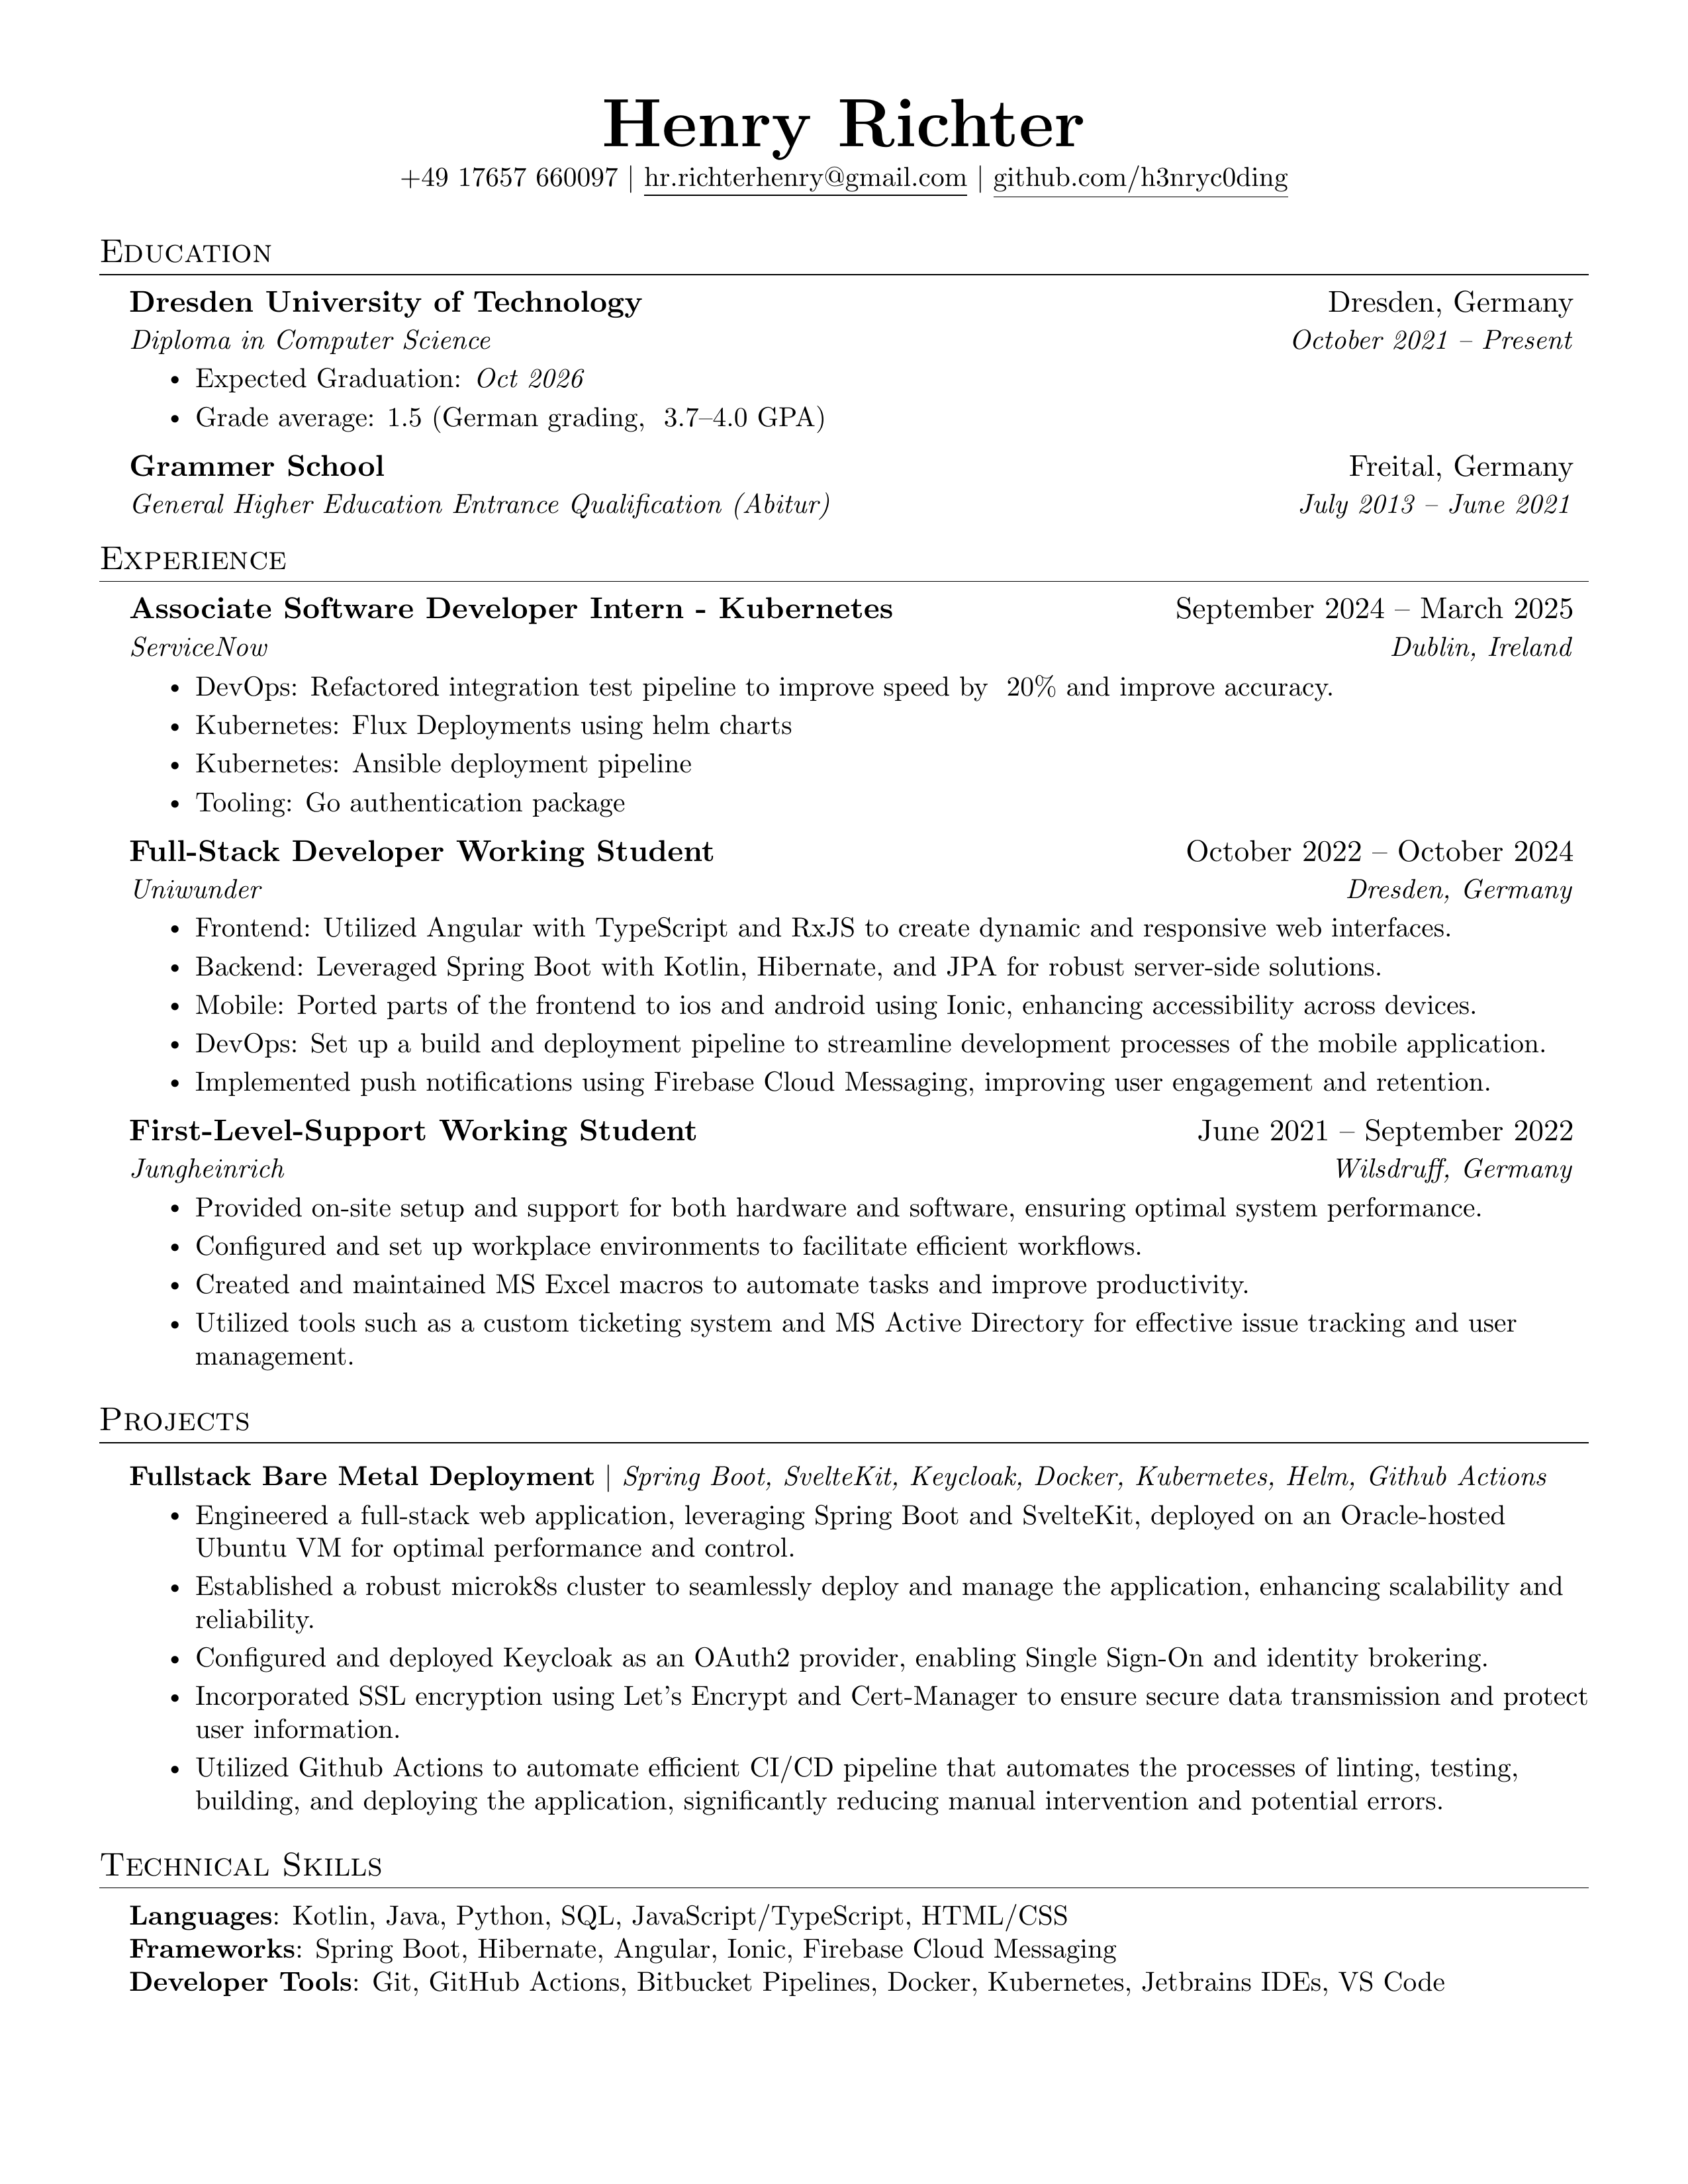 Henry Richter
+49 17657 660097 | hr.richterhenry@gmail.com | github.com/h3nryc0ding
Education
Dresden University of Technology Dresden, Germany
Diploma in Computer Science October 2021 – Present
• Expected Graduation: Oct 2026
• Grade average: 1.5 (German grading, 3.7–4.0 GPA)
Grammer School Freital, Germany
General Higher Education Entrance Qualification (Abitur) July 2013 – June 2021
Experience
Associate Software Developer Intern - Kubernetes September 2024 – March 2025
ServiceNow Dublin, Ireland
• DevOps: Refactored integration test pipeline to improve speed by 20% and improve accuracy.
• Kubernetes: Flux Deployments using helm charts
• Kubernetes: Ansible deployment pipeline
• Tooling: Go authentication package
Full-Stack Developer Working Student October 2022 – October 2024
Uniwunder Dresden, Germany
• Frontend: Utilized Angular with TypeScript and RxJS to create dynamic and responsive web interfaces.
• Backend: Leveraged Spring Boot with Kotlin, Hibernate, and JPA for robust server-side solutions.
• Mobile: Ported parts of the frontend to ios and android using Ionic, enhancing accessibility across devices.
• DevOps: Set up a build and deployment pipeline to streamline development processes of the mobile application.
• Implemented push notifications using Firebase Cloud Messaging, improving user engagement and retention.
First-Level-Support Working Student June 2021 – September 2022
Jungheinrich Wilsdruff, Germany
• Provided on-site setup and support for both hardware and software, ensuring optimal system performance.
• Configured and set up workplace environments to facilitate efficient workflows.
• Created and maintained MS Excel macros to automate tasks and improve productivity.
• Utilized tools such as a custom ticketing system and MS Active Directory for effective issue tracking and user
management.
Projects
Fullstack Bare Metal Deployment | Spring Boot, SvelteKit, Keycloak, Docker, Kubernetes, Helm, Github Actions
• Engineered a full-stack web application, leveraging Spring Boot and SvelteKit, deployed on an Oracle-hosted
Ubuntu VM for optimal performance and control.
• Established a robust microk8s cluster to seamlessly deploy and manage the application, enhancing scalability and
reliability.
• Configured and deployed Keycloak as an OAuth2 provider, enabling Single Sign-On and identity brokering.
• Incorporated SSL encryption using Let's Encrypt and Cert-Manager to ensure secure data transmission and protect
user information.
• Utilized Github Actions to automate efficient CI/CD pipeline that automates the processes of linting, testing,
building, and deploying the application, significantly reducing manual intervention and potential errors.
Technical Skills
Languages: Kotlin, Java, Python, SQL, JavaScript/TypeScript, HTML/CSS
Frameworks: Spring Boot, Hibernate, Angular, Ionic, Firebase Cloud Messaging
Developer Tools: Git, GitHub Actions, Bitbucket Pipelines, Docker, Kubernetes, Jetbrains IDEs, VS Code